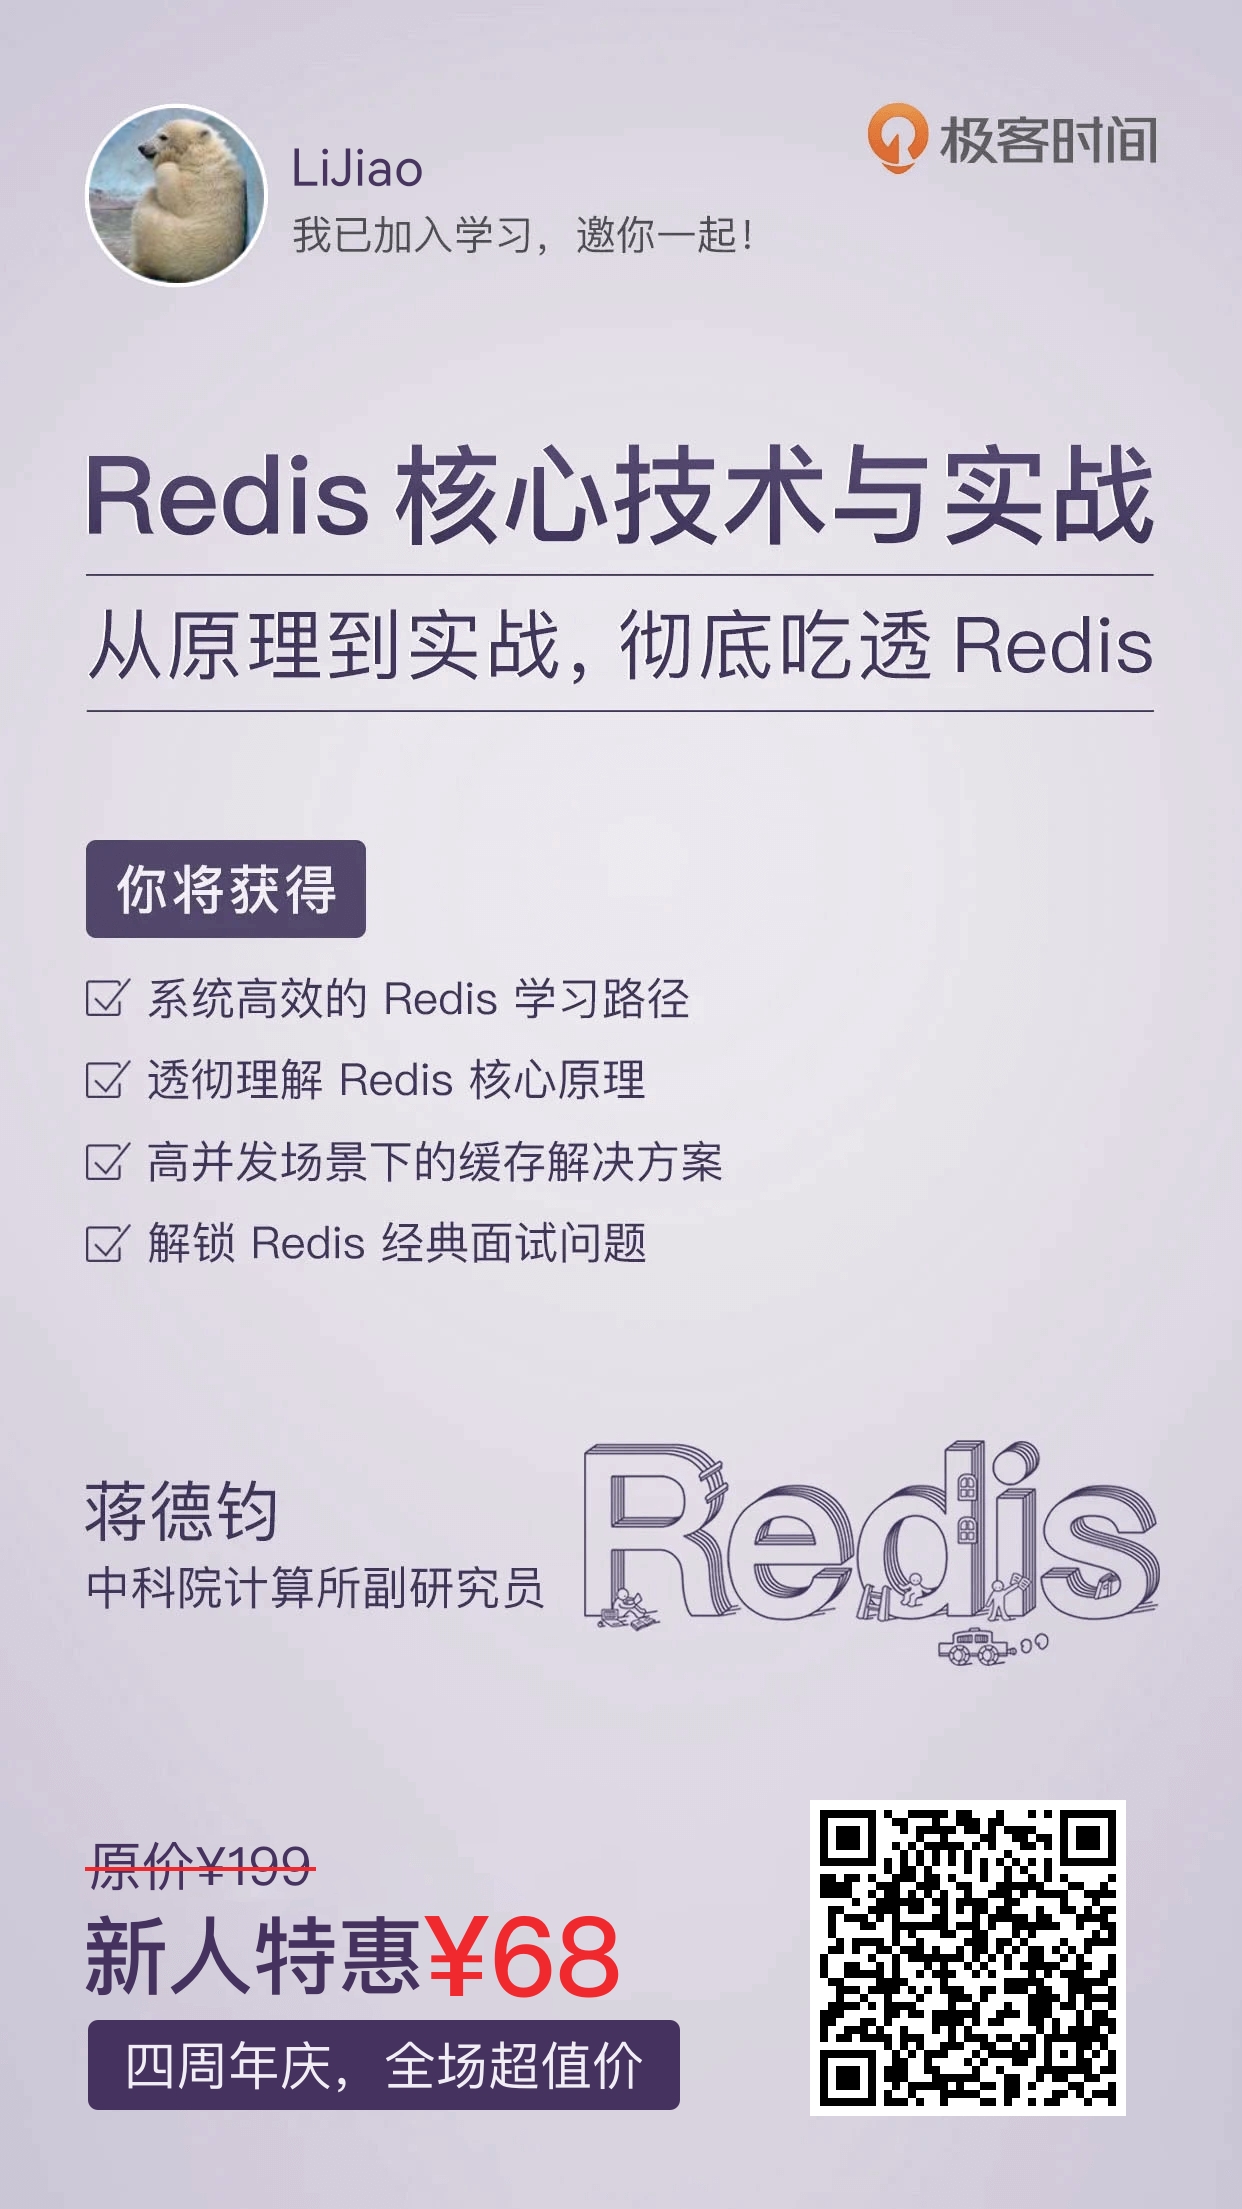 LiJiao
我已加入学习，邀你一起！
极客时间
Redis 核心技术与实战
从原理到实战，彻底吃透 Redis
你将获得
系统高效的 Redis 学习路径
透彻理解 Redis 核心原理
高并发场景下的缓存解决方案
解锁 Redis 经典面试问题
蒋德钧
中科院计算所副研究员
Redis
原价¥199
新人特惠¥68
四周年庆，全场超值价